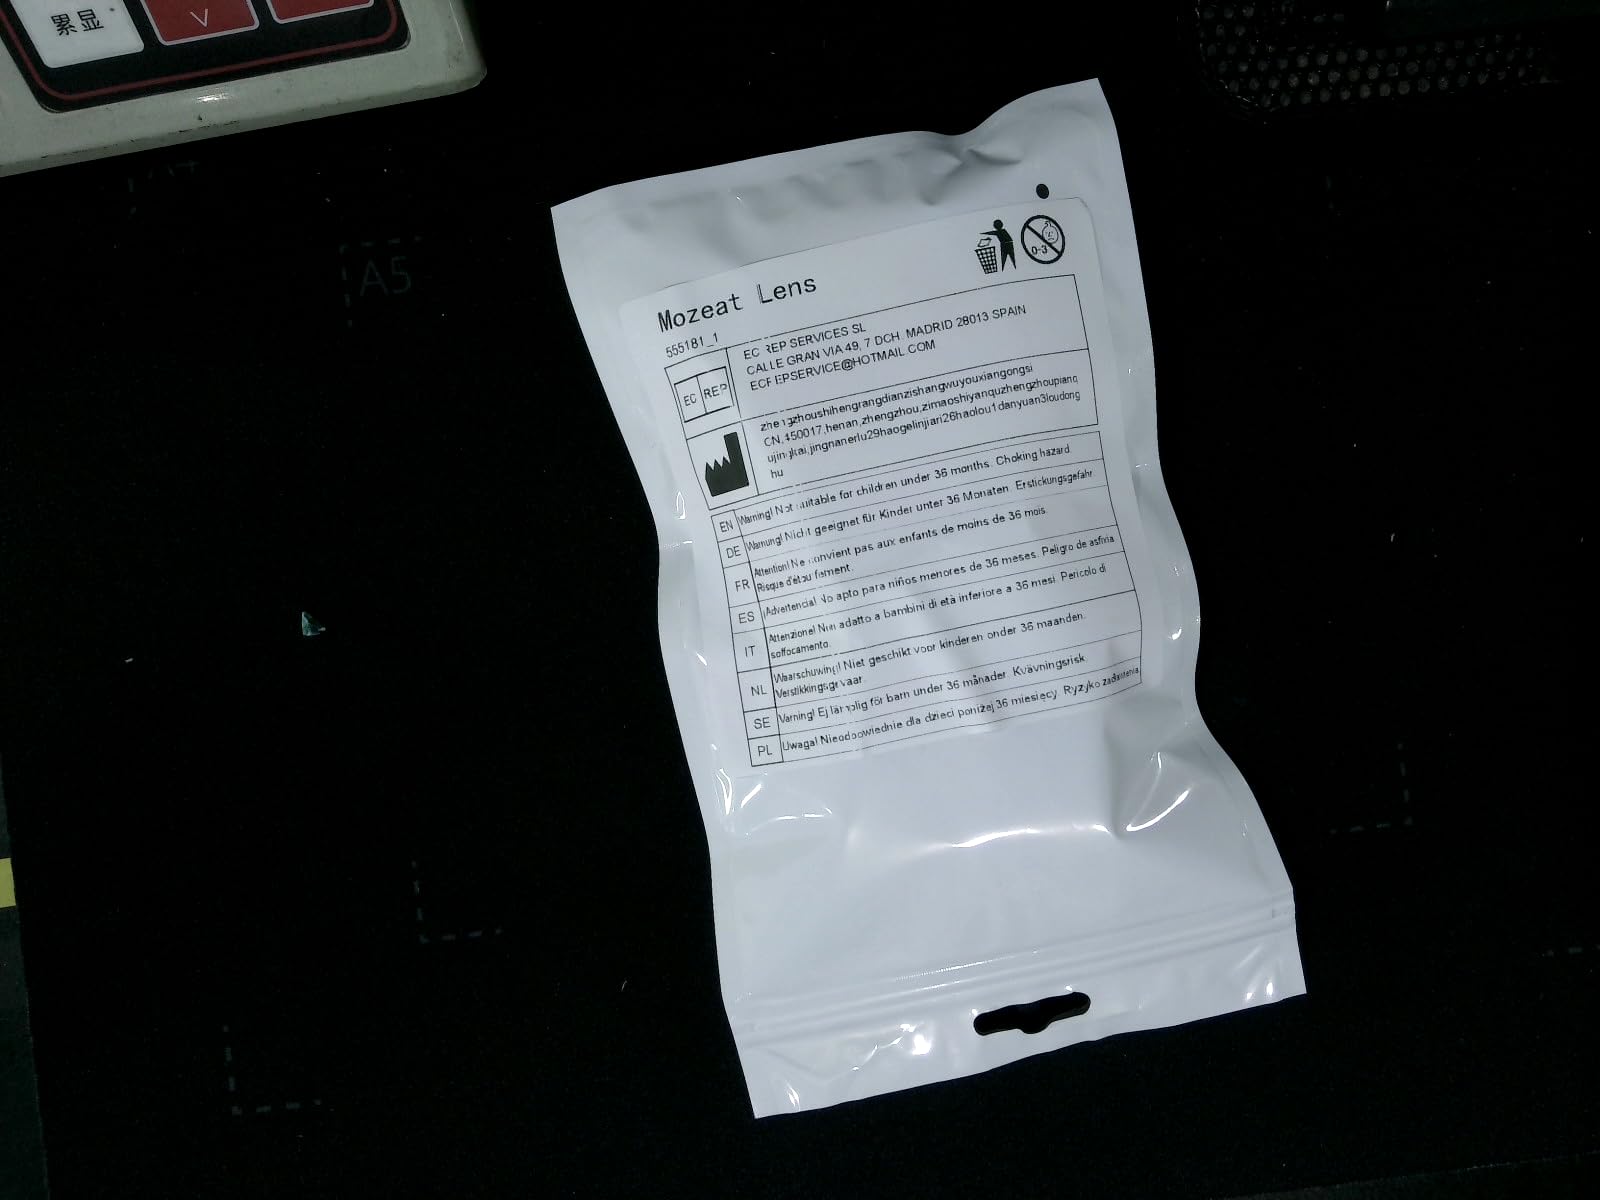 累显
A4
A5
0-3
Mozeat Lens
555181_1
EC REP
EC REP SERVICES SL
CALLE GRAN VIA 49, 7 DCH. MADRID 28013 SPAIN
ECREPSERVICE@HOTMAIL.COM
zhengzhoushihengrangdianzishangwuyouxiangongsi
CN,450017,henan,zhengzhou,zimaoshiyanquzhengzhoupianq
ujingkai,jingnanerlu29haogelinjiari26haolou1danyuan3loudong
hu
EN Warning! Not suitable for children under 36 months. Choking hazard.
DE Warnung! Nicht geeignet für Kinder unter 36 Monaten. Erstickungsgefahr
FR Attention! Ne convient pas aux enfants de moins de 36 mois.
Risque d'étouffement.
ES ¡Advertencia! No apto para niños menores de 36 meses. Peligro de asfixia
IT Attenzione! Non adatto a bambini di età inferiore a 36 mesi. Pericolo di
soffocamento.
NL Waarschuwing! Niet geschikt voor kinderen onder 36 maanden.
Verstikkingsgevaar.
SE Varning! Ej lämplig för barn under 36 månader. Kvävningsrisk.
PL Uwaga! Nieodpowiednie dla dzieci poniżej 36 miesięcy. Ryzyko zadławienia